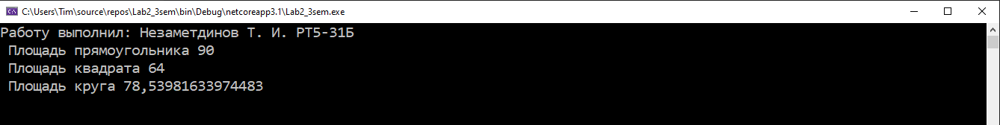 C:\Users\Tim\source\repos\Lab2_3sem\bin\Debug\netcoreapp3.1\Lab2_3sem.exe
Работу выполнил: Незаметдинов Т. И. РТ5-31Б
Площадь прямоугольника 90
Площадь квадрата 64
Площадь круга 78,53981633974483